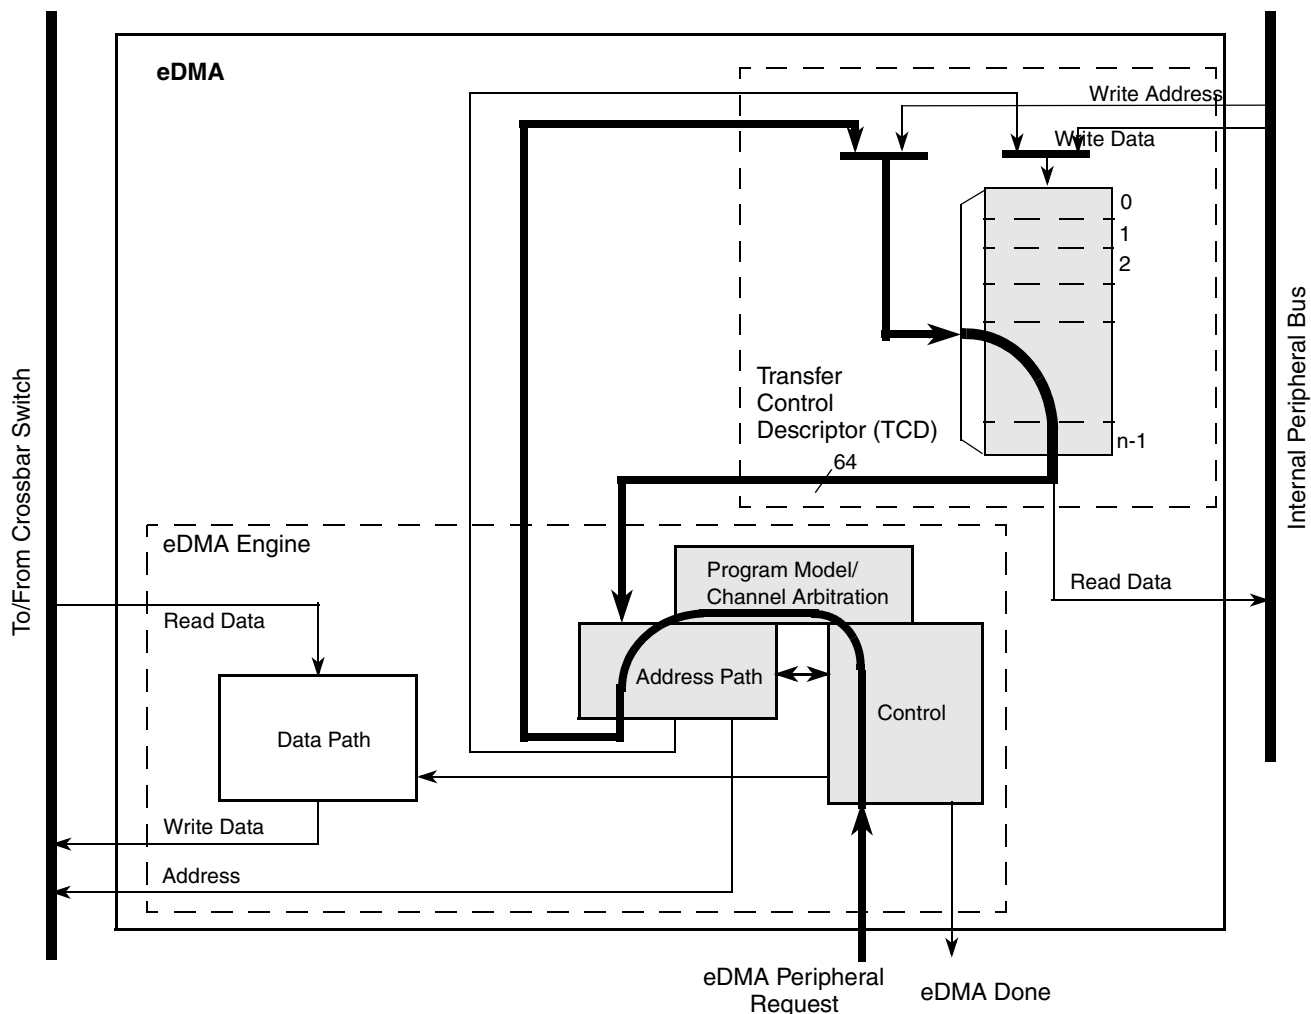 eDMA
Write Address
Write Data
0
1
2
n-1
Transfer
Control
Descriptor (TCD)
64
To/From Crossbar Switch
Internal Peripheral Bus
eDMA Engine
Program Model/
Channel Arbitration
Read Data
Read Data
Address Path
Control
Data Path
Write Data
Address
eDMA Peripheral
Request
eDMA Done